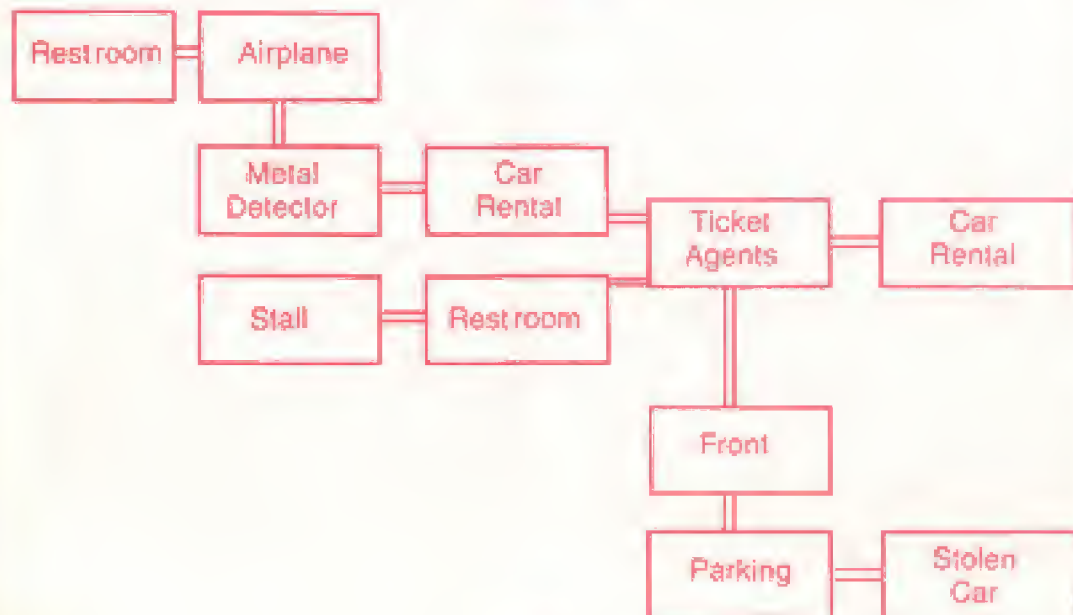 Restroom
Airplane
Metal
Detector
Car
Rental
Ticket
Agents
Car
Rental
Stall
Restroom
Front
Parking
Stolen
Car